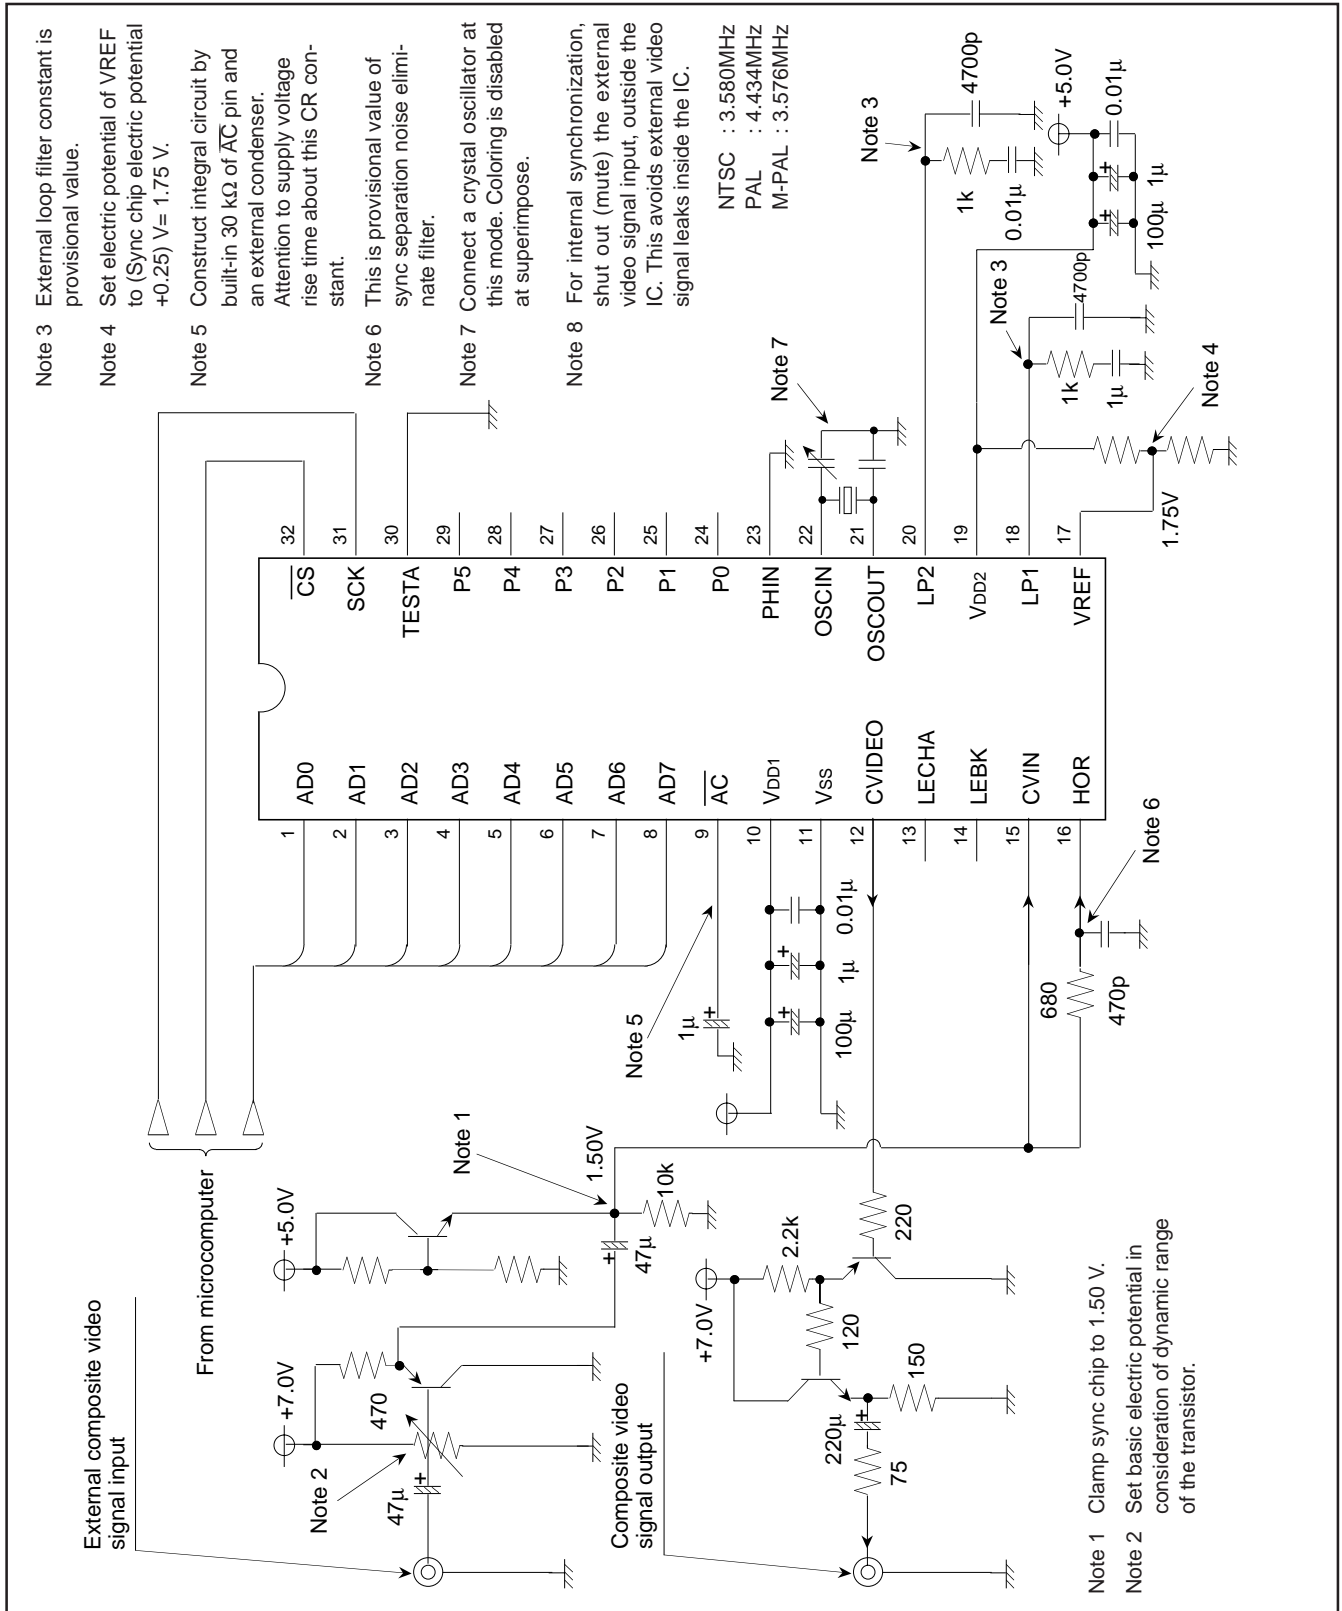 Note 3 External loop filter constant is
provisional value.
Note 4 Set electric potential of VREF
to (Sync chip electric potential
+0.25) V= 1.75 V.
Note 5 Construct integral circuit by
built-in 30 kΩ of A̅C̅ pin and
an external condenser.
Attention to supply voltage
rise time about this CR con-
stant.
Note 6 This is provisional value of
sync separation noise elimi-
nate filter.
Note 7 Connect a crystal oscillator at
this mode. Coloring is disabled
at superimpose.
Note 8 For internal synchronization,
shut out (mute) the external
video signal input, outside the
IC. This avoids external video
signal leaks inside the IC.
NTSC : 3.580MHz
PAL : 4.434MHz
M-PAL : 3.576MHz
From microcomputer
32
31
30
29
28
27
26
25
24
23
22
21
20
19
18
17
C̅S̅
SCK
TESTA
P5
P4
P3
P2
P1
P0
PHIN
OSCIN
OSCOUT
LP2
VDD2
LP1
VREF
AD0
AD1
AD2
AD3
AD4
AD5
AD6
AD7
A̅C̅
VDD1
VSS
CVIDEO
LECHA
LEBK
CVIN
HOR
1
2
3
4
5
6
7
8
9
10
11
12
13
14
15
16
Note 7
Note 3
4700p
1k
0.01µ
+5.0V
0.01µ
1µ
+
100µ
+
Note 3
4700p
1k
1µ
Note 4
1.75V
Note 5
1µ
+
100µ
+
1µ
+
0.01µ
Note 6
680
470p
External composite video
signal input
+7.0V
470
Note 2
47µ
+
+5.0V
Note 1
1.50V
47µ
+
10k
Composite video
signal output
+7.0V
2.2k
120
220
220µ
+
75
150
Note 1 Clamp sync chip to 1.50 V.
Note 2 Set basic electric potential in
consideration of dynamic range
of the transistor.